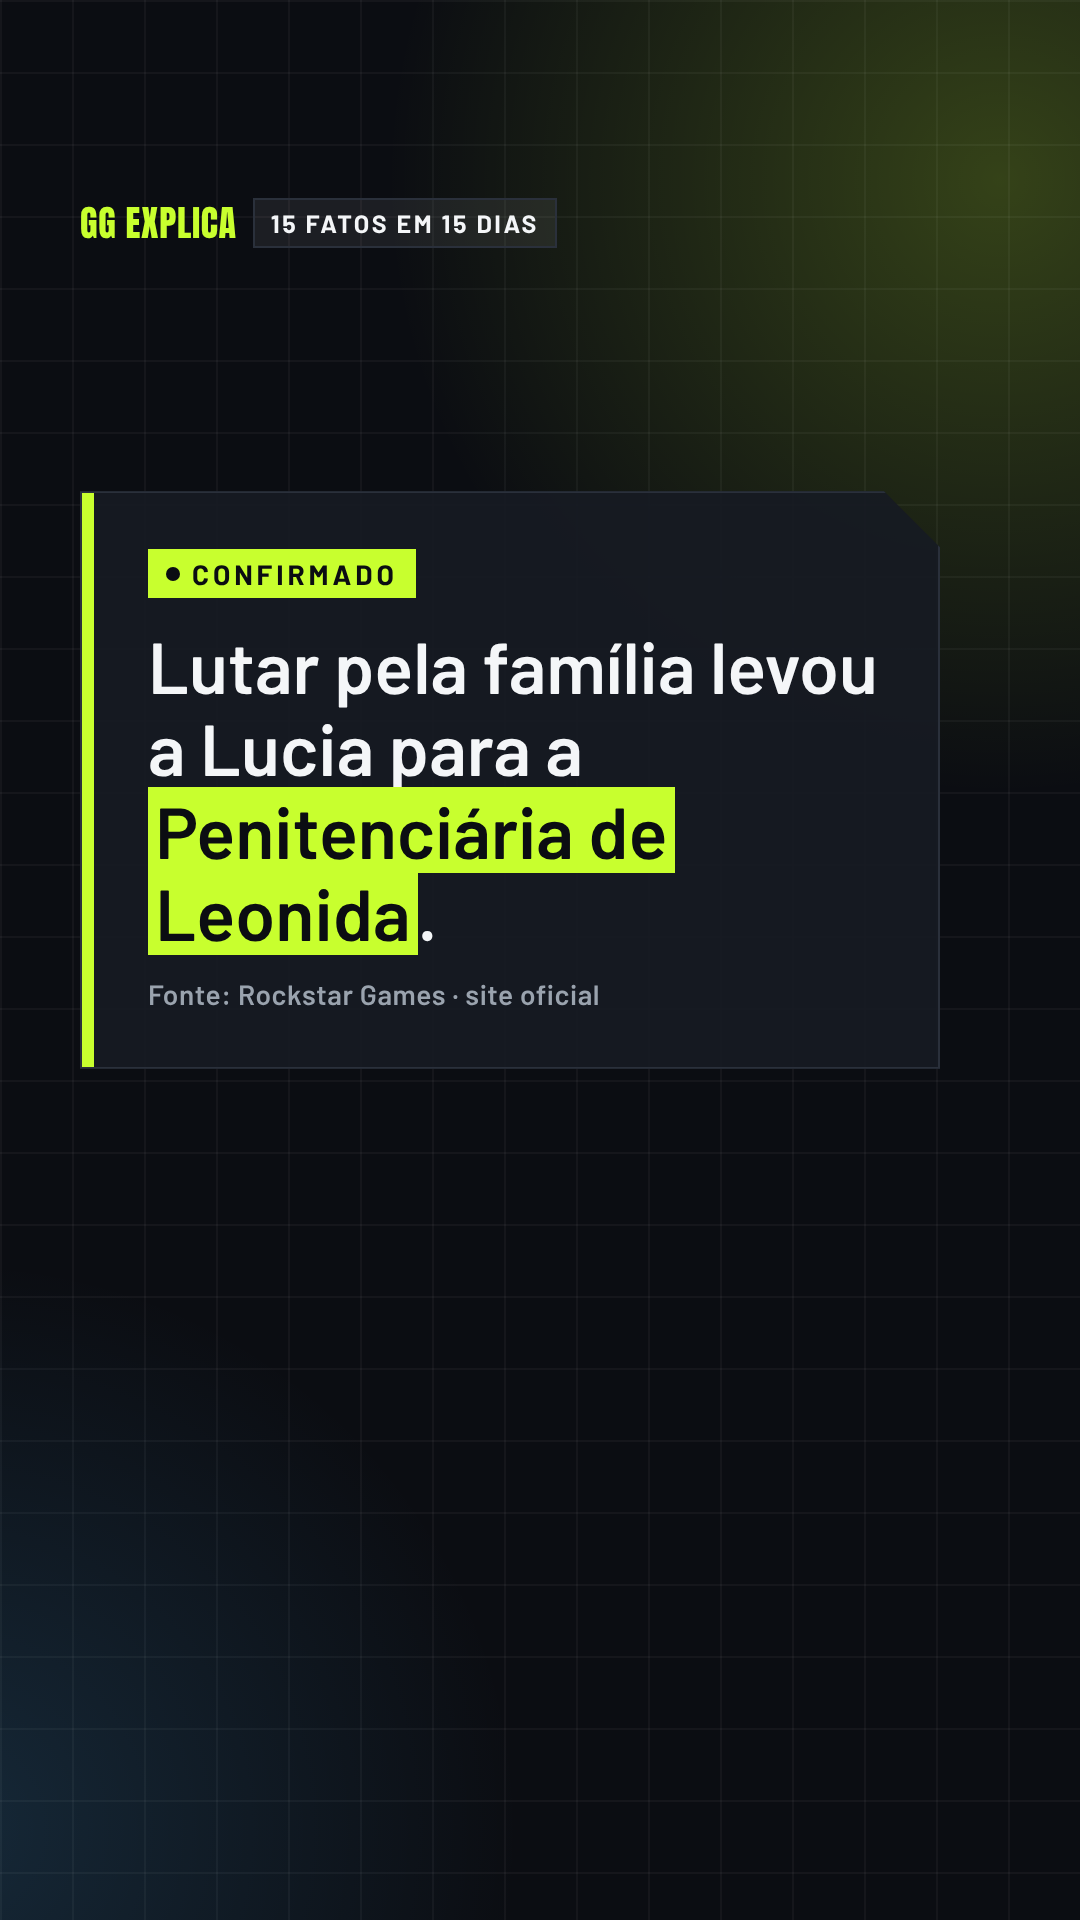 GG EXPLICA
15 FATOS EM 15 DIAS
CONFIRMADO
Lutar pela família levou
a Lucia para a
Penitenciária de
Leonida.
Fonte: Rockstar Games · site oficial